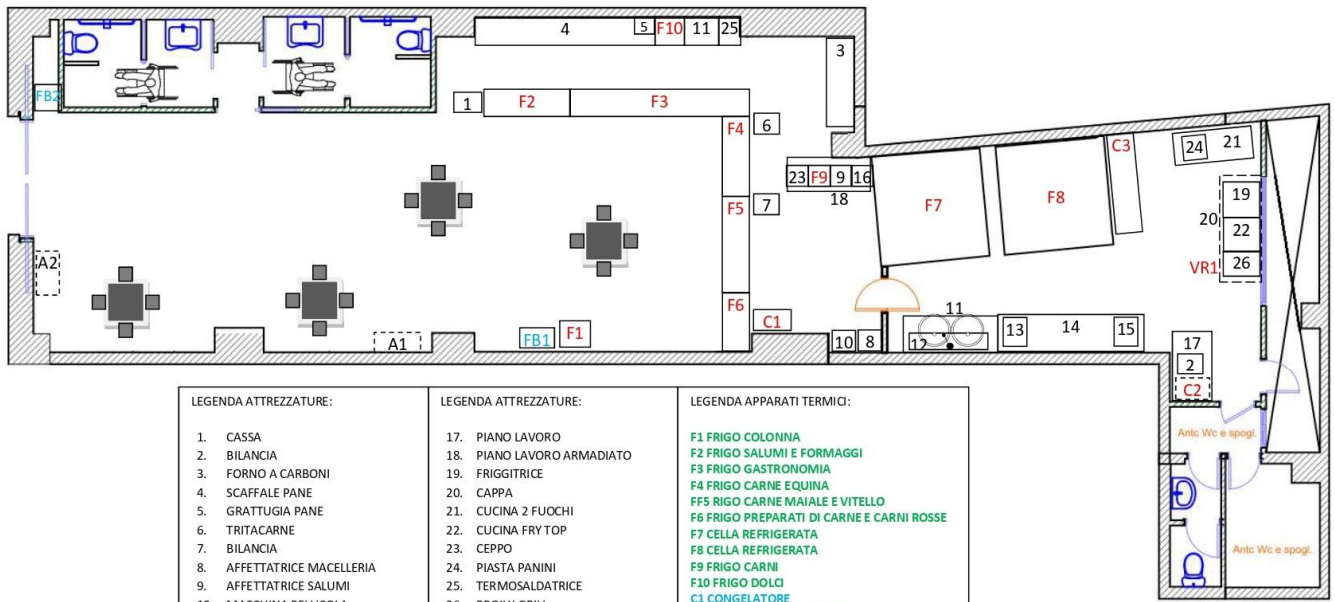 4
5
F10
11
25
3
FB2
1
F2
F3
F4
6
C3
24
21
23
F9
9
16
18
F7
F8
19
20
22
26
VR1
F5
7
A2
F6
C1
FB1
F1
A1
10
8
11
12
13
14
15
17
2
C2
Antc Wc e spogl.
Antc Wc e spogl.
LEGENDA ATTREZZATURE:
1. CASSA
2. BILANCIA
3. FORNO A CARBONI
4. SCAFFALE PANE
5. GRATTUGIA PANE
6. TRITACARNE
7. BILANCIA
8. AFFETTATRICE MACELLERIA
9. AFFETTATRICE SALUMI
LEGENDA ATTREZZATURE:
17. PIANO LAVORO
18. PIANO LAVORO ARMADIATO
19. FRIGGITRICE
20. CAPPA
21. CUCINA 2 FUOCHI
22. CUCINA FRY TOP
23. CEPPO
24. PIASTA PANINI
25. TERMOSALDATRICE
LEGENDA APPARATI TERMICI:
F1 FRIGO COLONNA
F2 FRIGO SALUMI E FORMAGGI
F3 FRIGO GASTRONOMIA
F4 FRIGO CARNE EQUINA
FF5 RIGO CARNE MAIALE E VITELLO
F6 FRIGO PREPARATI DI CARNE E CARNI ROSSE
F7 CELLA REFRIGERATA
F8 CELLA REFRIGERATA
F9 FRIGO CARNI
F10 FRIGO DOLCI
C1 CONGELATORE